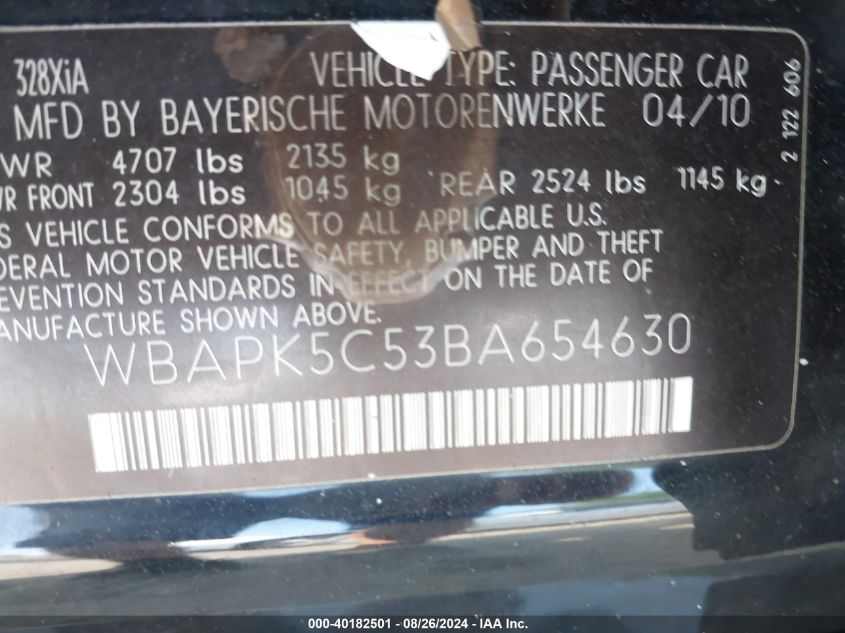 328XiA VEHICLE TYPE: PASSENGER CAR
MFD BY BAYERISCHE MOTORENWERKE 04/10
WR 4707 lbs 2135 kg
WR FRONT 2304 lbs 1045 kg REAR 2524 lbs 1145 kg
S VEHICLE CONFORMS TO ALL APPLICABLE U.S.
DERAL MOTOR VEHICLE SAFETY, BUMPER AND THEFT
EVENTION STANDARDS IN EFFECT ON THE DATE OF
ANUFACTURE SHOWN ABOVE.
WBAPK5C53BA654630
2 122 606
000-40182501 - 08/26/2024 - IAAI.com